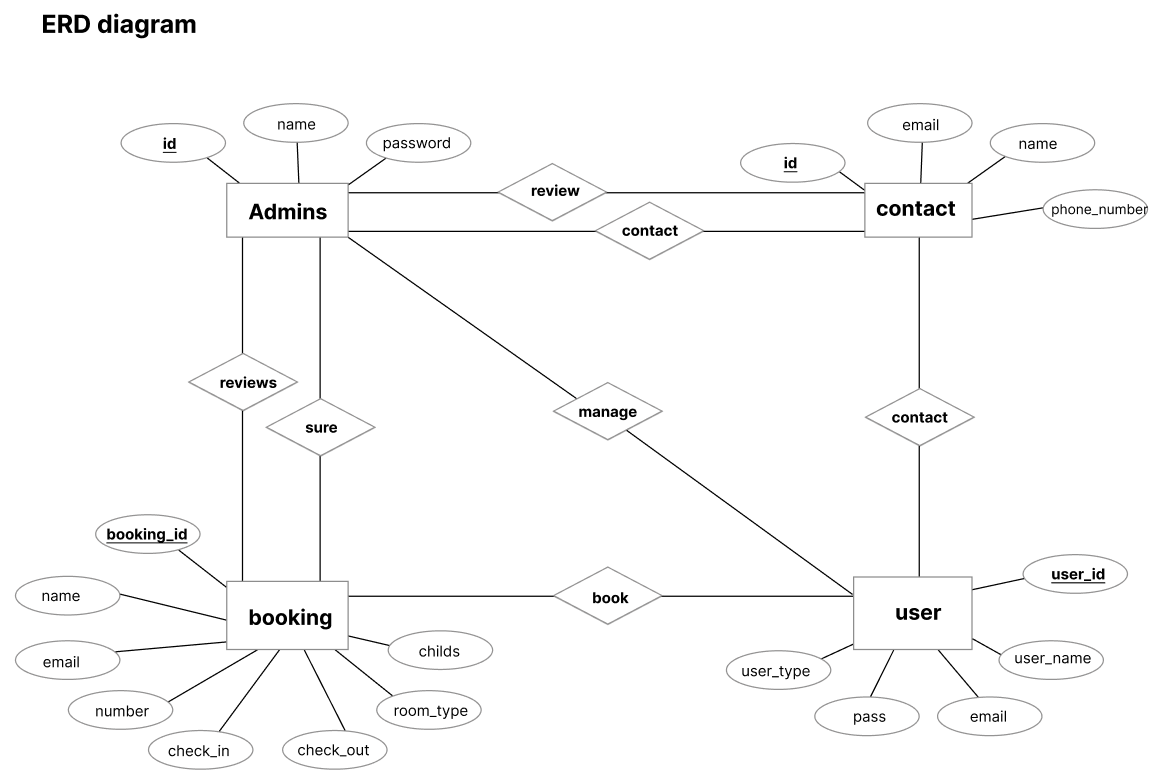 ERD diagram
id
name
password
Admins
review
contact
id
email
name
phone_number
contact
reviews
sure
manage
contact
booking_id
name
email
number
check_in
check_out
room_type
childs
booking
book
user
user_id
user_name
email
pass
user_type